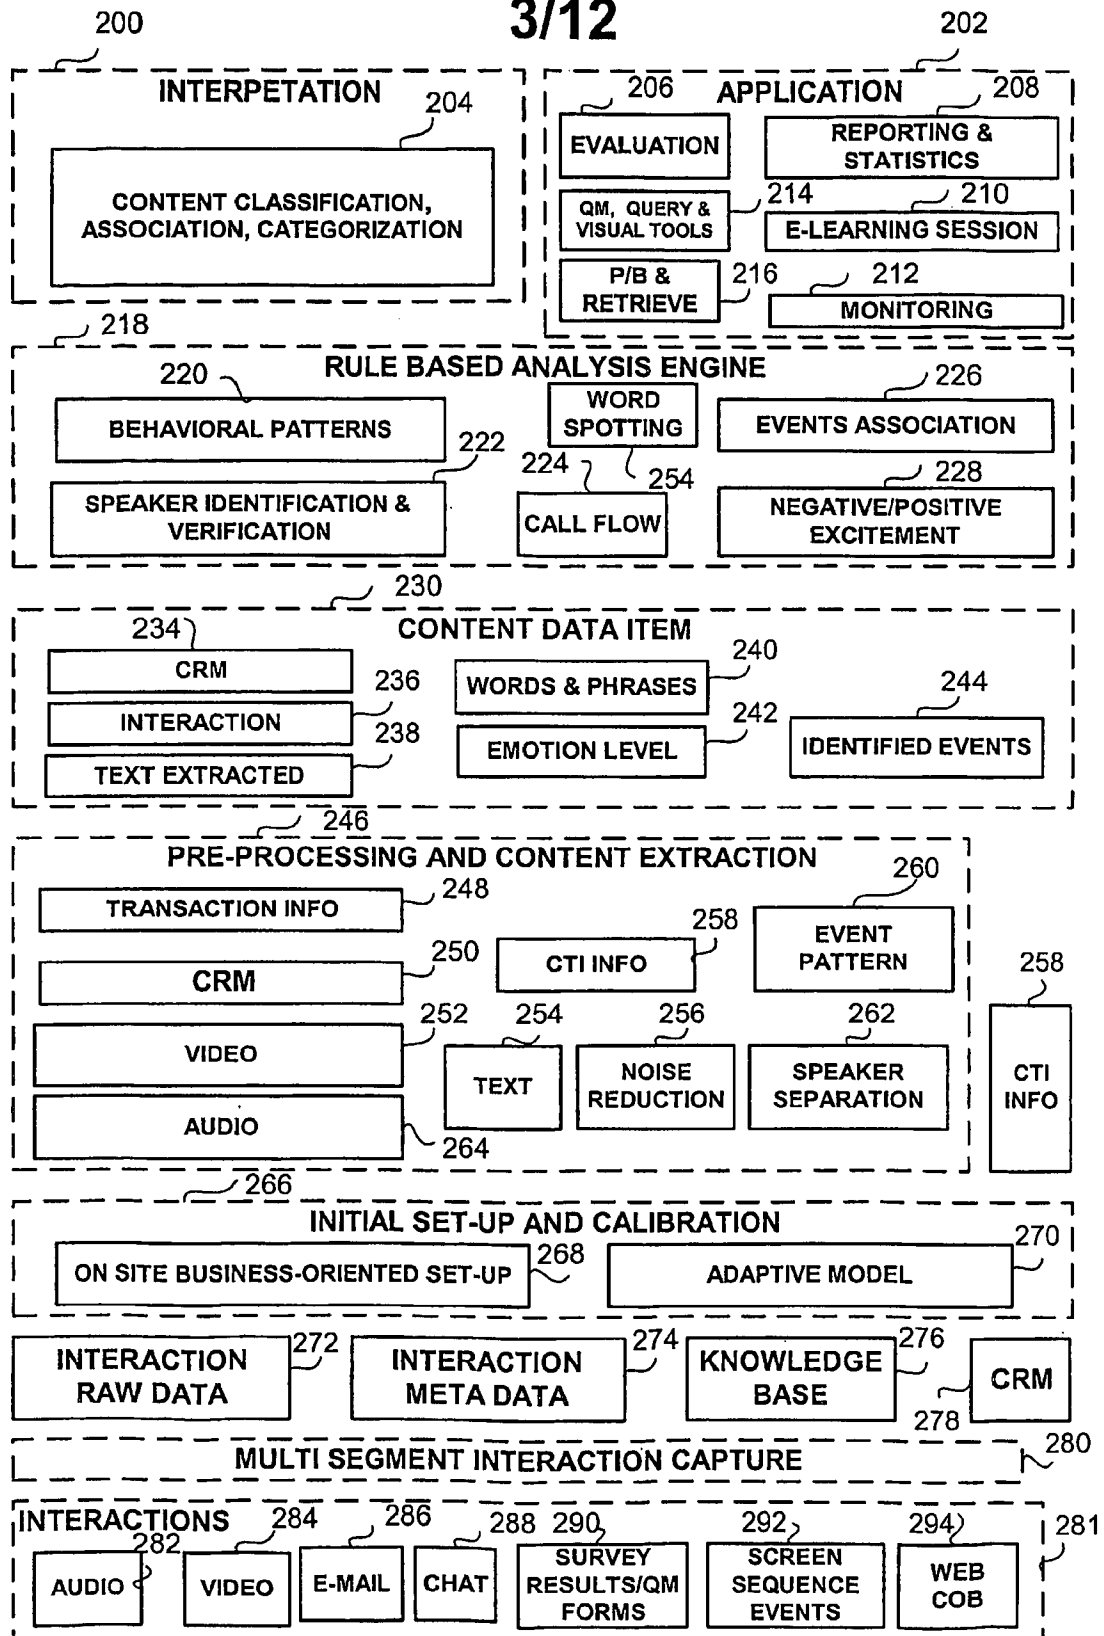 3/12
200
202
INTERPETATION
204
CONTENT CLASSIFICATION,
ASSOCIATION, CATEGORIZATION
APPLICATION
206
208
EVALUATION
REPORTING &
STATISTICS
QM, QUERY &
VISUAL TOOLS
214
210
E-LEARNING SESSION
P/B &
RETRIEVE
216
212
MONITORING
218
RULE BASED ANALYSIS ENGINE
220
BEHAVIORAL PATTERNS
WORD
SPOTTING
254
226
EVENTS ASSOCIATION
222
SPEAKER IDENTIFICATION &
VERIFICATION
224
CALL FLOW
228
NEGATIVE/POSITIVE
EXCITEMENT
230
CONTENT DATA ITEM
234
CRM
236
INTERACTION
238
TEXT EXTRACTED
240
WORDS & PHRASES
242
EMOTION LEVEL
244
IDENTIFIED EVENTS
246
PRE-PROCESSING AND CONTENT EXTRACTION
TRANSACTION INFO
248
CRM
250
CTI INFO
258
260
EVENT
PATTERN
VIDEO
252
254
TEXT
256
NOISE
REDUCTION
262
SPEAKER
SEPARATION
AUDIO
264
258
CTI
INFO
266
INITIAL SET-UP AND CALIBRATION
ON SITE BUSINESS-ORIENTED SET-UP
268
ADAPTIVE MODEL
270
INTERACTION
RAW DATA
272
INTERACTION
META DATA
274
KNOWLEDGE
BASE
276
CRM
278
MULTI SEGMENT INTERACTION CAPTURE
280
INTERACTIONS
281
282
AUDIO
284
VIDEO
286
E-MAIL
288
CHAT
290
SURVEY
RESULTS/QM
FORMS
292
SCREEN
SEQUENCE
EVENTS
294
WEB
COB